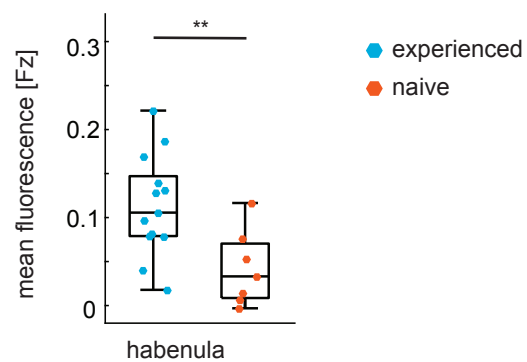 **
mean fluorescence [Fz]
0.3
0.2
0.1
0
habenula
experienced
naive